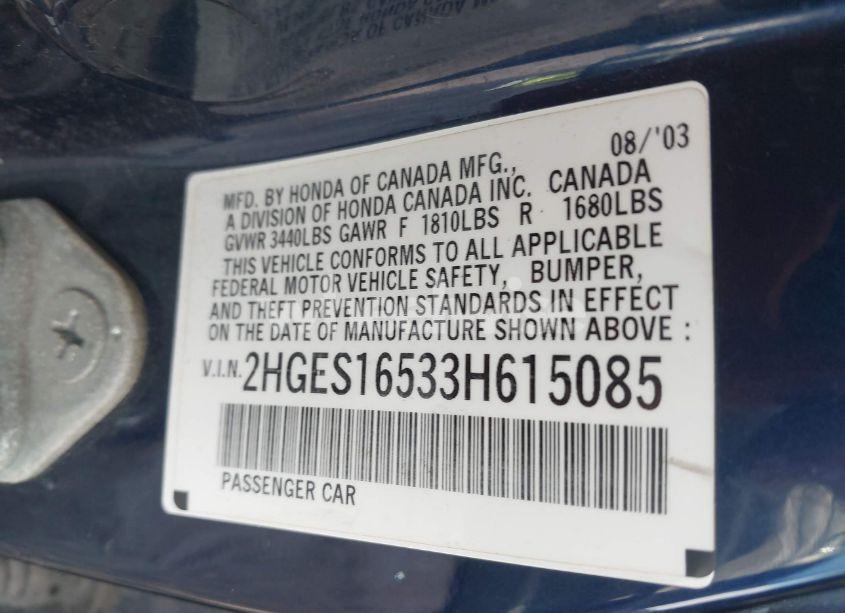 08/'03
MFD. BY HONDA OF CANADA MFG.,
A DIVISION OF HONDA CANADA INC. CANADA
GVWR 3440LBS GAWR F 1810LBS R 1680LBS
THIS VEHICLE CONFORMS TO ALL APPLICABLE
FEDERAL MOTOR VEHICLE SAFETY, BUMPER,
AND THEFT PREVENTION STANDARDS IN EFFECT
ON THE DATE OF MANUFACTURE SHOWN ABOVE :
V.I.N. 2HGES16533H615085
PASSENGER CAR